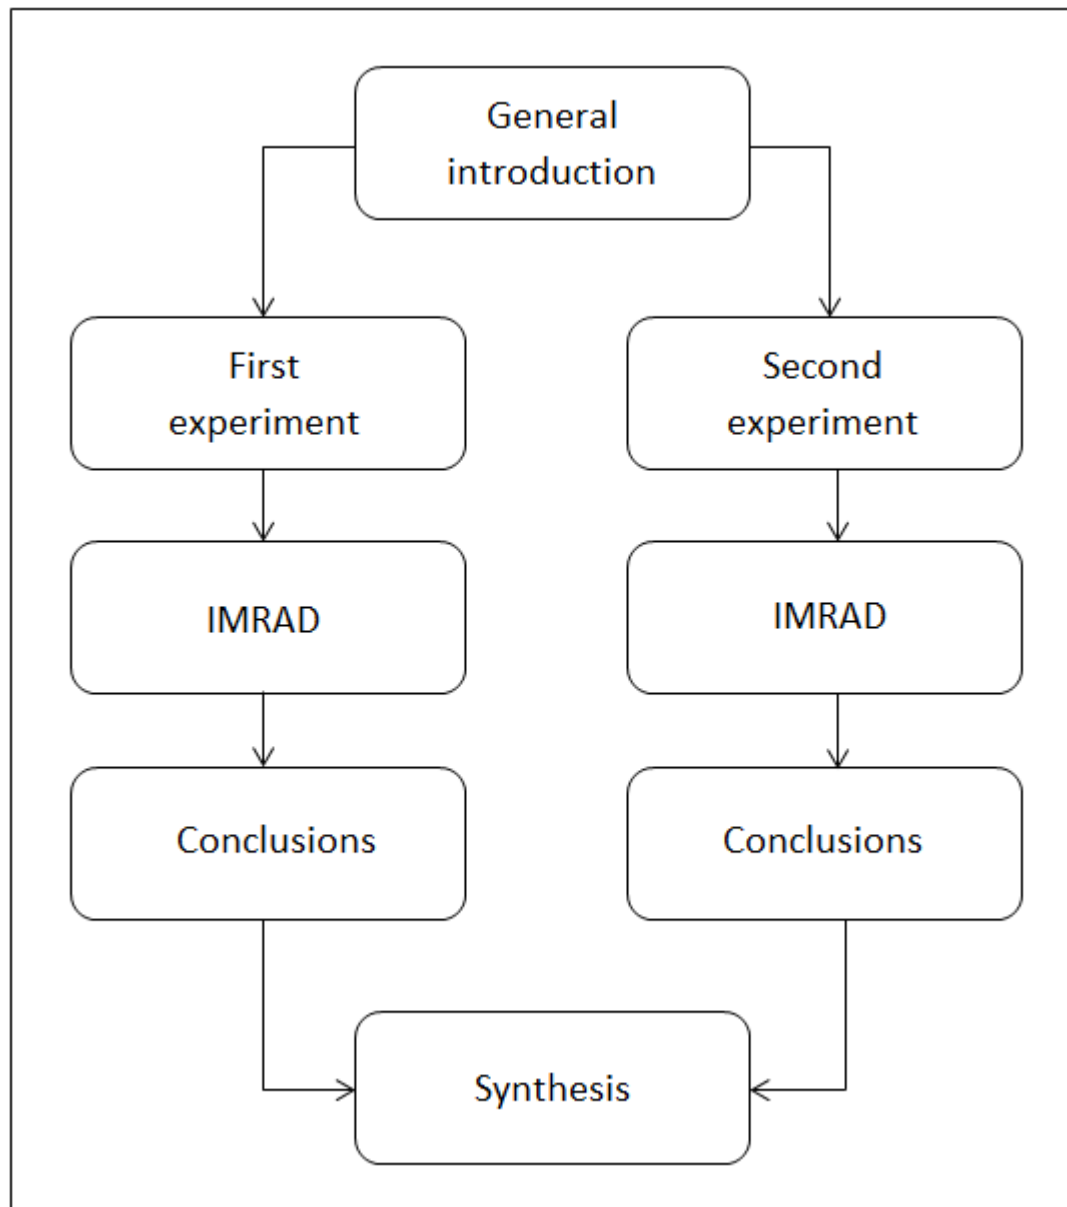 General
introduction
First
experiment
Second
experiment
IMRAD
IMRAD
Conclusions
Conclusions
Synthesis